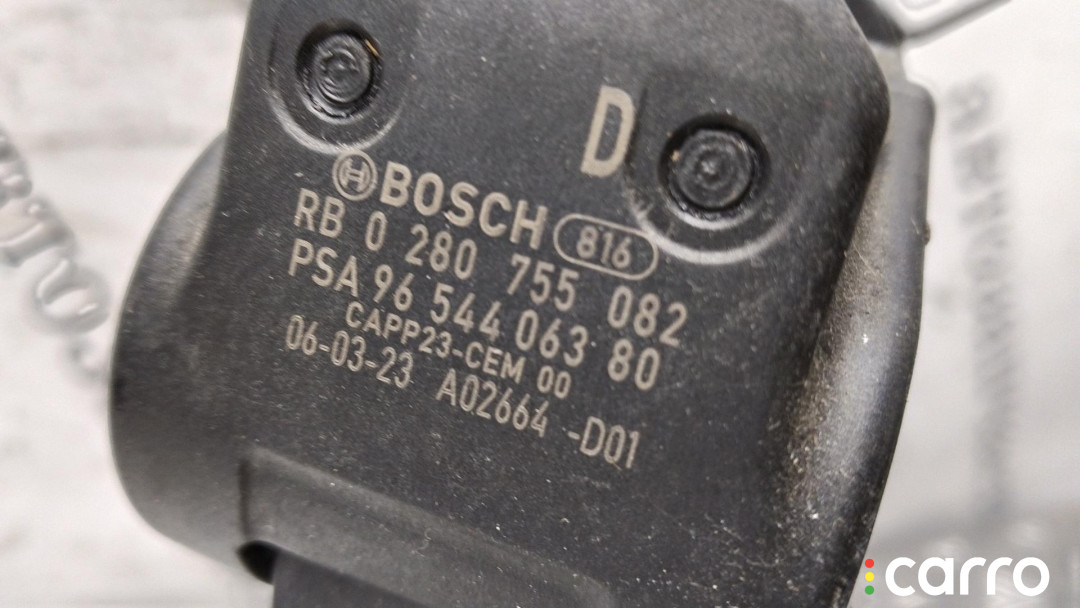 D
BOSCH 816
RB 0 280 755 082
PSA 96 544 063 80
CAPP23-CEM 00
06-03-23 A02664 -D01
carro